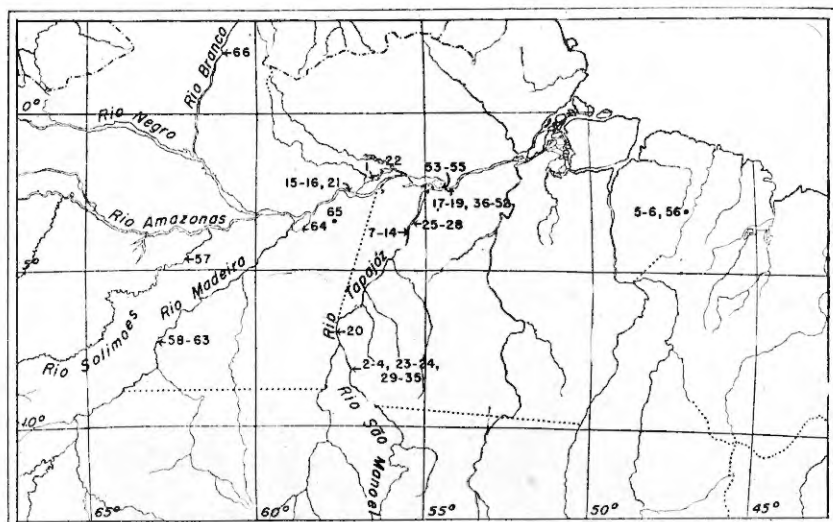 66
Rio Branco
0°
Rio Negro
1- 22
53-55
15-16, 21
17-19, 36-52
65
64
5-6, 56
Rio Amazonas
7-14
25-28
5°
57
Rio Madeira
Rio Tapajóz
Rio Solimoes
20
58-63
2-4, 23-24,
29-35
10°
Rio São Manoel
65° 60° 55° 50° 45°